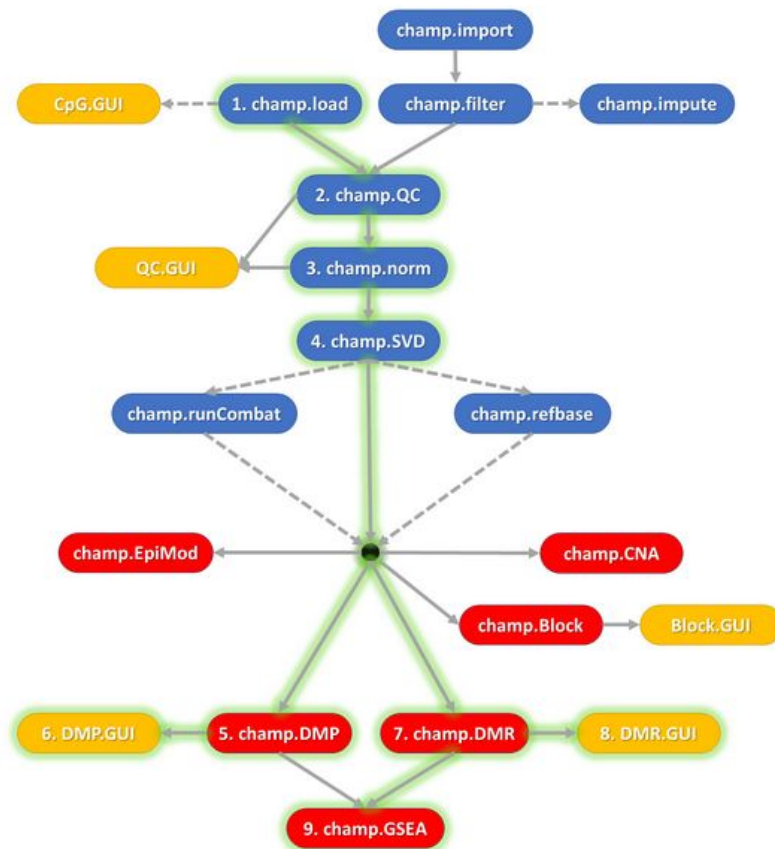 champ.import
CpG.GUI
1. champ.load
champ.filter
champ.impute
2. champ.QC
QC.GUI
3. champ.norm
4. champ.SVD
champ.runCombat
champ.refbase
champ.EpiMod
champ.CNA
champ.Block
Block.GUI
6. DMP.GUI
5. champ.DMP
7. champ.DMR
8. DMR.GUI
9. champ.GSEA